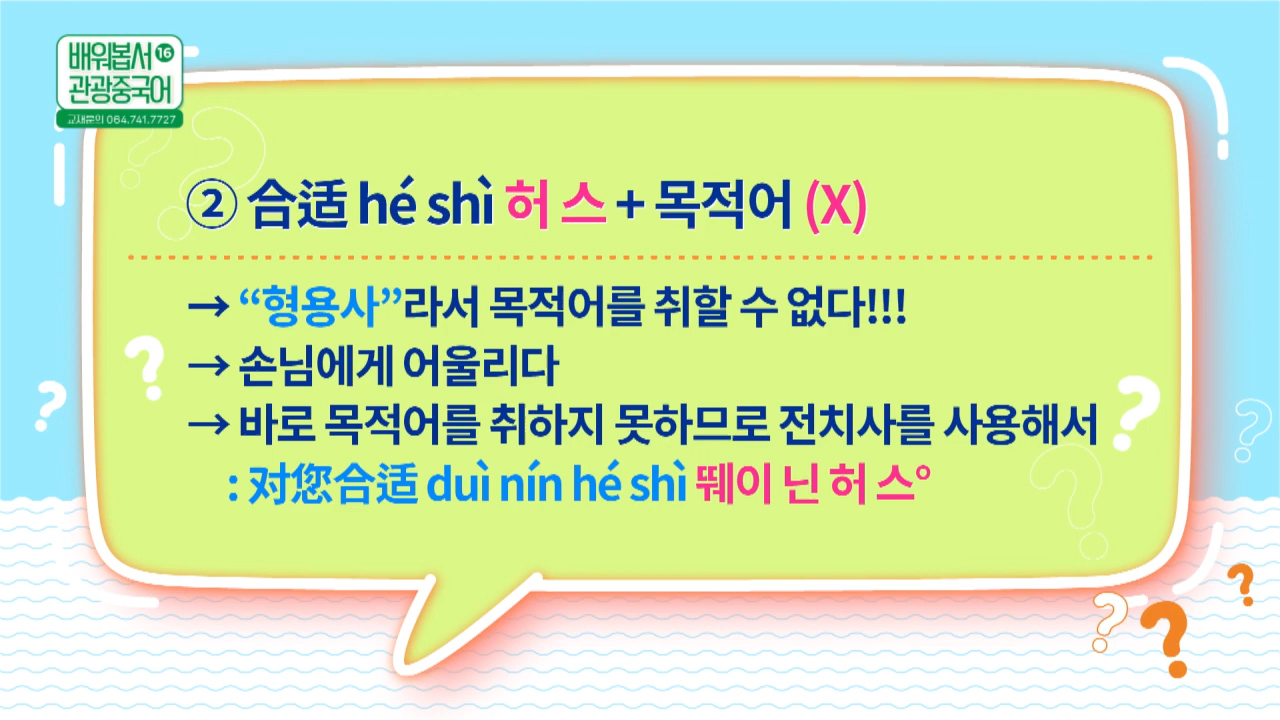 배워봅서 16
관광중국어
교재문의 064.741.7727
② 合适 hé shì 허 스 + 목적어 (X)
→ “형용사”라서 목적어를 취할 수 없다!!!
→ 손님에게 어울리다
→ 바로 목적어를 취하지 못하므로 전치사를 사용해서
: 对您合适 duì nín hé shì 뛔이 닌 허 스°